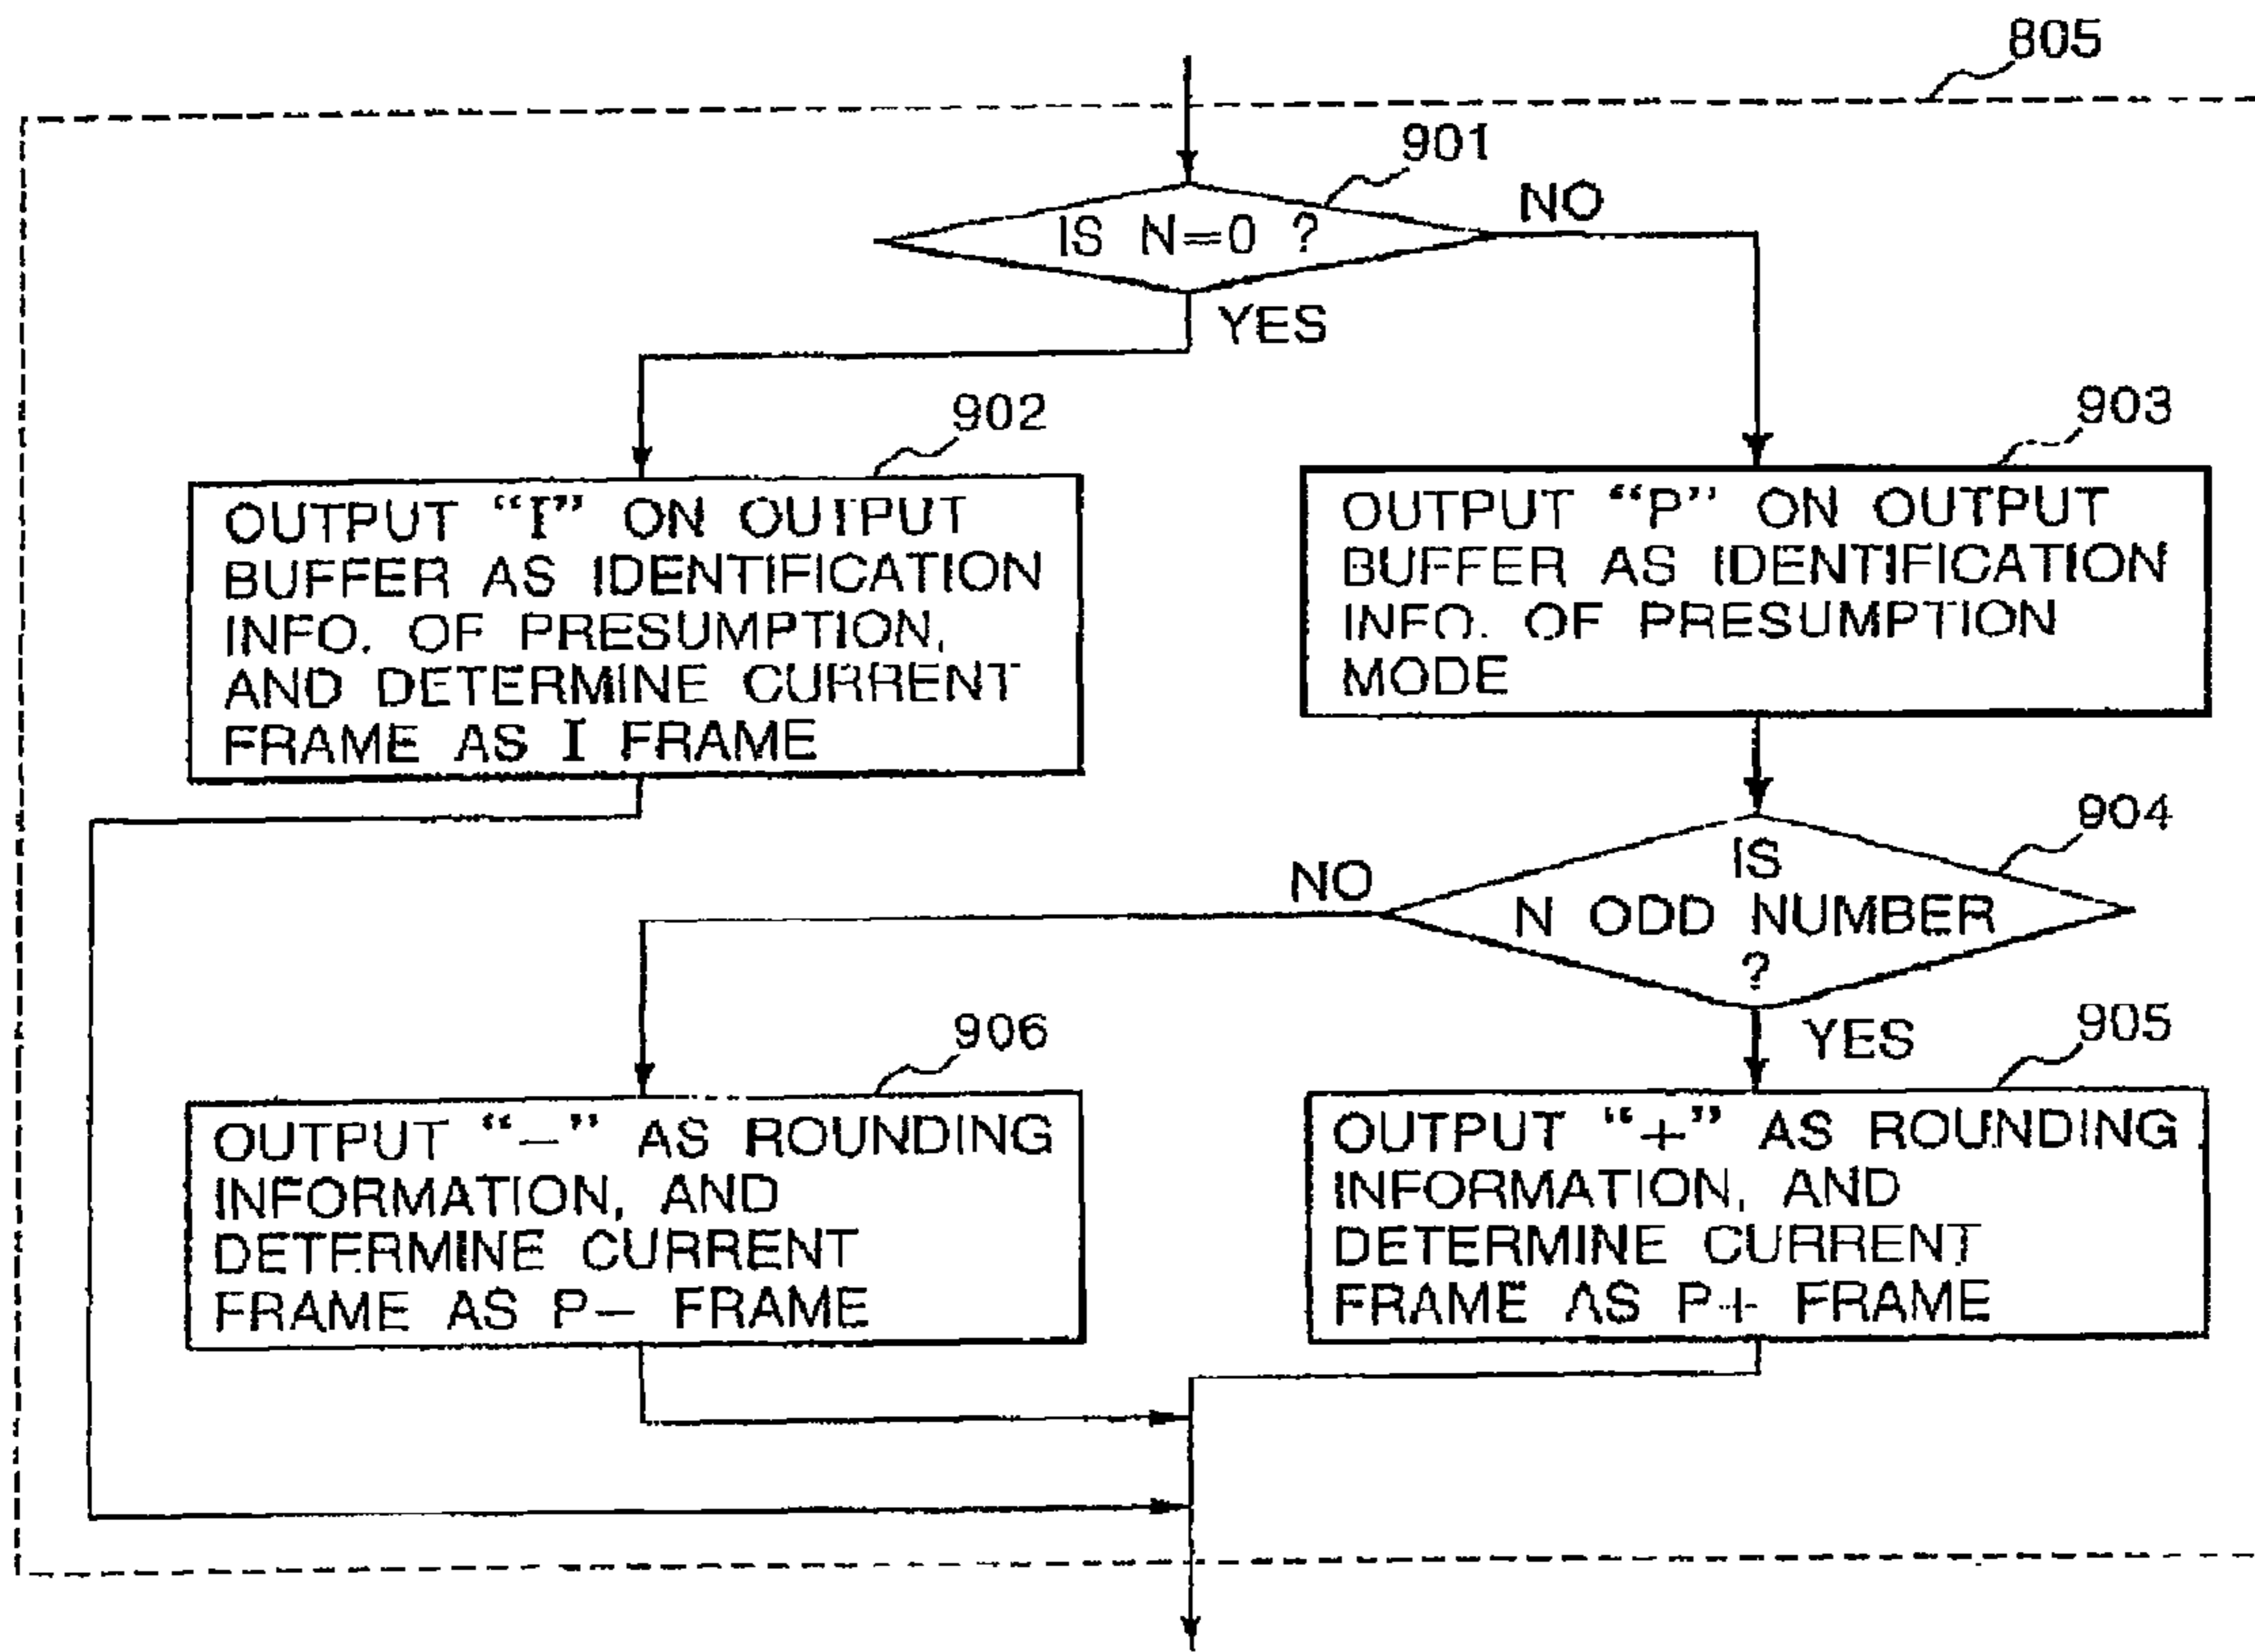 805
901
IS N=0 ?
NO
YES
902
903
OUTPUT “I” ON OUTPUT
BUFFER AS IDENTIFICATION
INFO. OF PRESUMPTION,
AND DETERMINE CURRENT
FRAME AS I FRAME
OUTPUT “P” ON OUTPUT
BUFFER AS IDENTIFICATION
INFO. OF PRESUMPTION
MODE
904
NO
IS
N ODD NUMBER
?
YES
906
905
OUTPUT “–” AS ROUNDING
INFORMATION, AND
DETERMINE CURRENT
FRAME AS P– FRAME
OUTPUT “+” AS ROUNDING
INFORMATION, AND
DETERMINE CURRENT
FRAME AS P+ FRAME